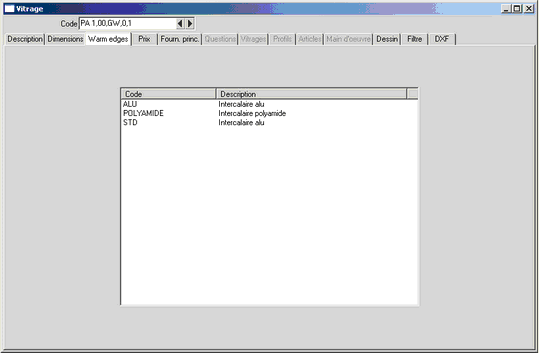 Vitrage
Code PA 1,00,GW,0,1
Description Dimensions Warm edges Prix Fourn. princ. Questions Vitrages Profits Articles Main d'oeuvre Dessin Filtre DXF
Code Description
ALU Intercalaire alu
POLYAMIDE Intercalaire polyamide
STD Intercalaire alu